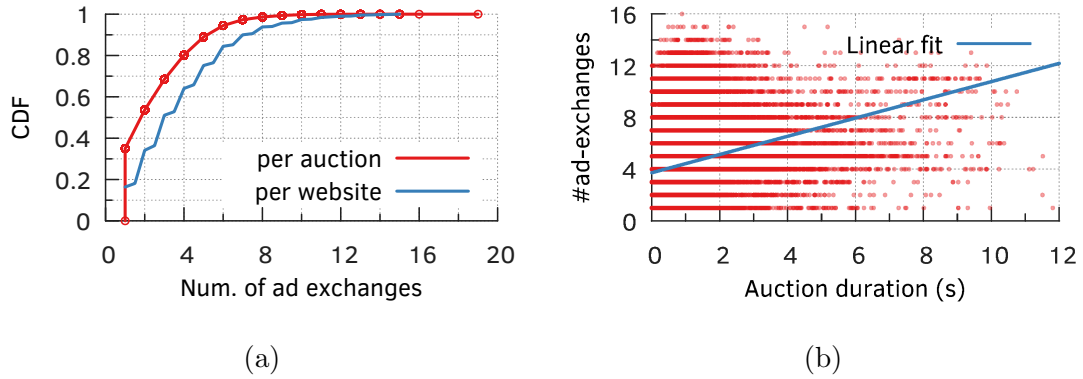 1
0.8
0.6
0.4
0.2
0
CDF
per auction
per website
0 4 8 12 16 20
Num. of ad exchanges
(a)
16
12
8
4
0
#ad-exchanges
Linear fit
0 2 4 6 8 10 12
Auction duration (s)
(b)